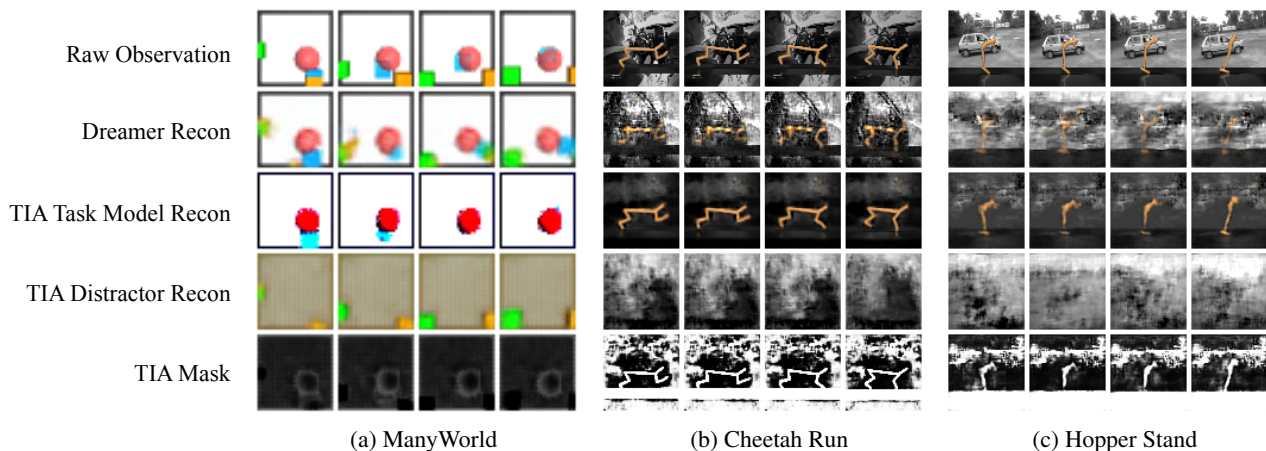 Raw Observation
Dreamer Recon
TIA Task Model Recon
TIA Distractor Recon
TIA Mask
(a) ManyWorld
(b) Cheetah Run
(c) Hopper Stand